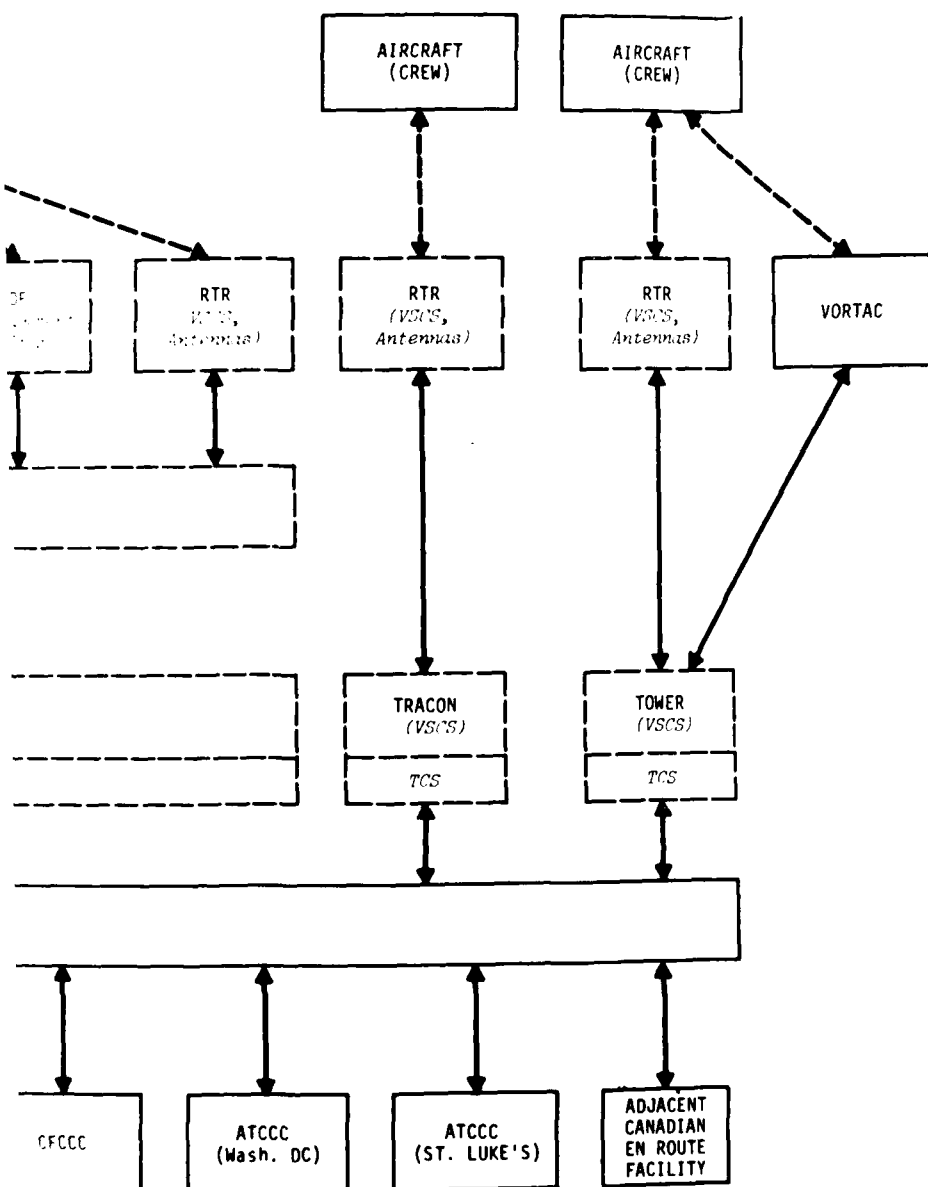 AIRCRAFT
(CREW)
AIRCRAFT
(CREW)
RTR
Antennas)
RTR
(VSCS,
Antennas)
RTR
(VSCS,
Antennas)
VORTAC
TRACON
(VSCS)
TCS
TOWER
(VSCS)
TCS
CFCCC
ATCCC
(Wash. DC)
ATCCC
(ST. LUKE'S)
ADJACENT
CANADIAN
EN ROUTE
FACILITY